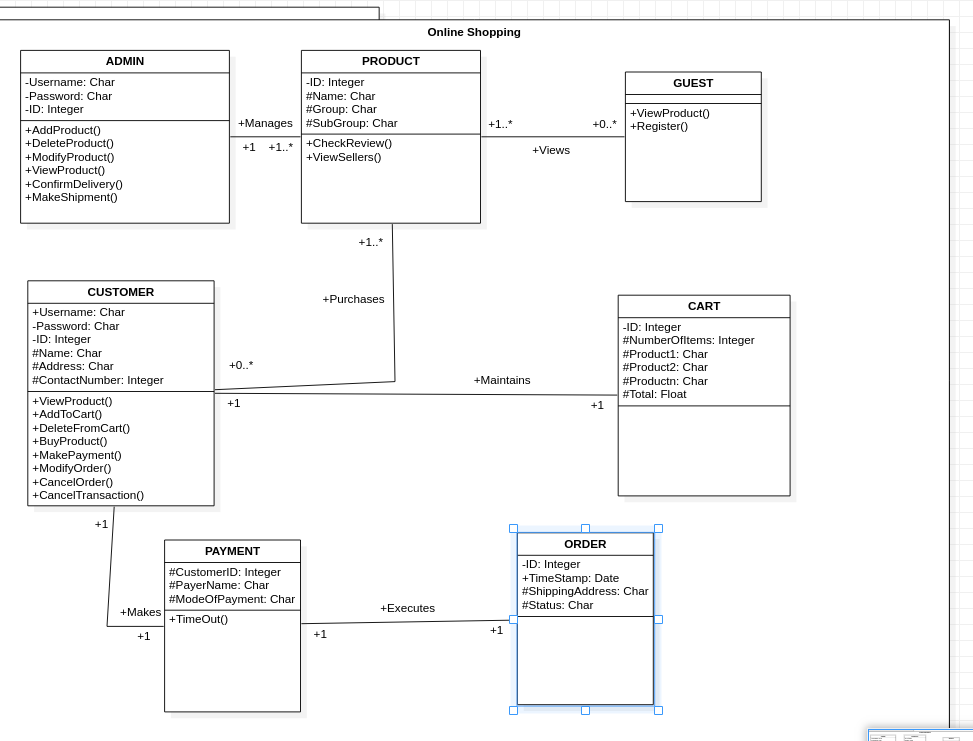 Online Shopping
ADMIN
-Username: Char
-Password: Char
-ID: Integer
+AddProduct()
+DeleteProduct()
+ModifyProduct()
+ViewProduct()
+ConfirmDelivery()
+MakeShipment()
+Manages
+1
+1..*
PRODUCT
-ID: Integer
#Name: Char
#Group: Char
#SubGroup: Char
+CheckReview()
+ViewSellers()
+1..*
+0..*
+Views
GUEST
+ViewProduct()
+Register()
+1..*
+Purchases
+0..*
CUSTOMER
+Username: Char
-Password: Char
-ID: Integer
#Name: Char
#Address: Char
#ContactNumber: Integer
+ViewProduct()
+AddToCart()
+DeleteFromCart()
+BuyProduct()
+MakePayment()
+ModifyOrder()
+CancelOrder()
+CancelTransaction()
+Maintains
+1
+1
CART
-ID: Integer
#NumberOfItems: Integer
#Product1: Char
#Product2: Char
#Productn: Char
#Total: Float
+1
+Makes
+1
PAYMENT
#CustomerID: Integer
#PayerName: Char
#ModeOfPayment: Char
+TimeOut()
+Executes
+1
+1
ORDER
-ID: Integer
+TimeStamp: Date
#ShippingAddress: Char
#Status: Char